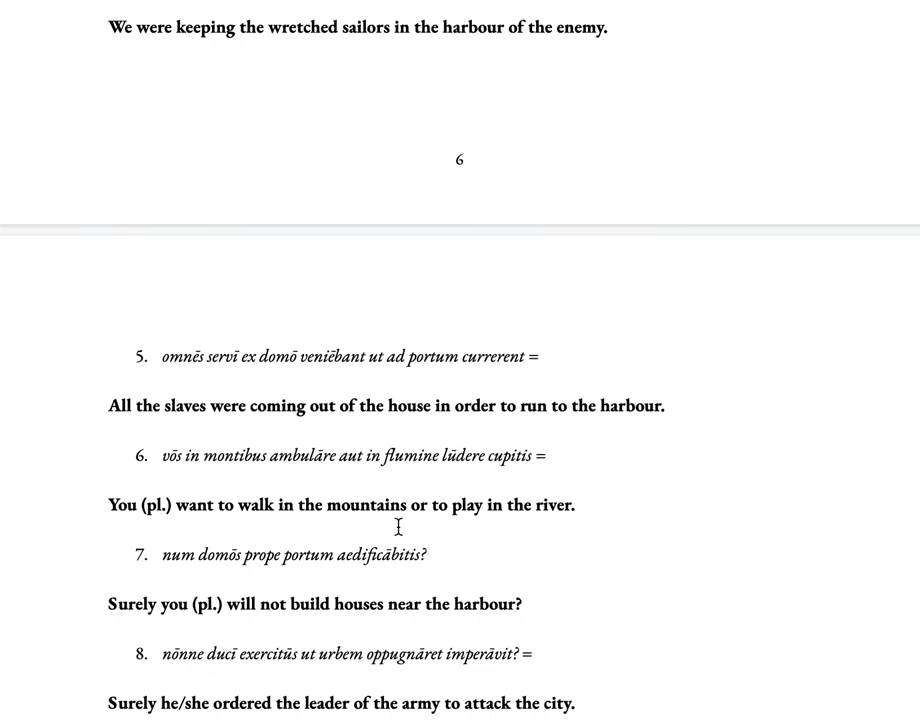 We were keeping the wretched sailors in the harbour of the enemy.
6
5. omnēs servī ex domō veniēbant ut ad portum currerent =
All the slaves were coming out of the house in order to run to the harbour.
6. vōs in montibus ambulāre aut in flumine lūdere cupitis =
You (pl.) want to walk in the mountains or to play in the river.
7. num domōs prope portum aedificābitis?
Surely you (pl.) will not build houses near the harbour?
8. nōnne ducī exercitūs ut urbem oppugnāret imperāvit? =
Surely he/she ordered the leader of the army to attack the city.